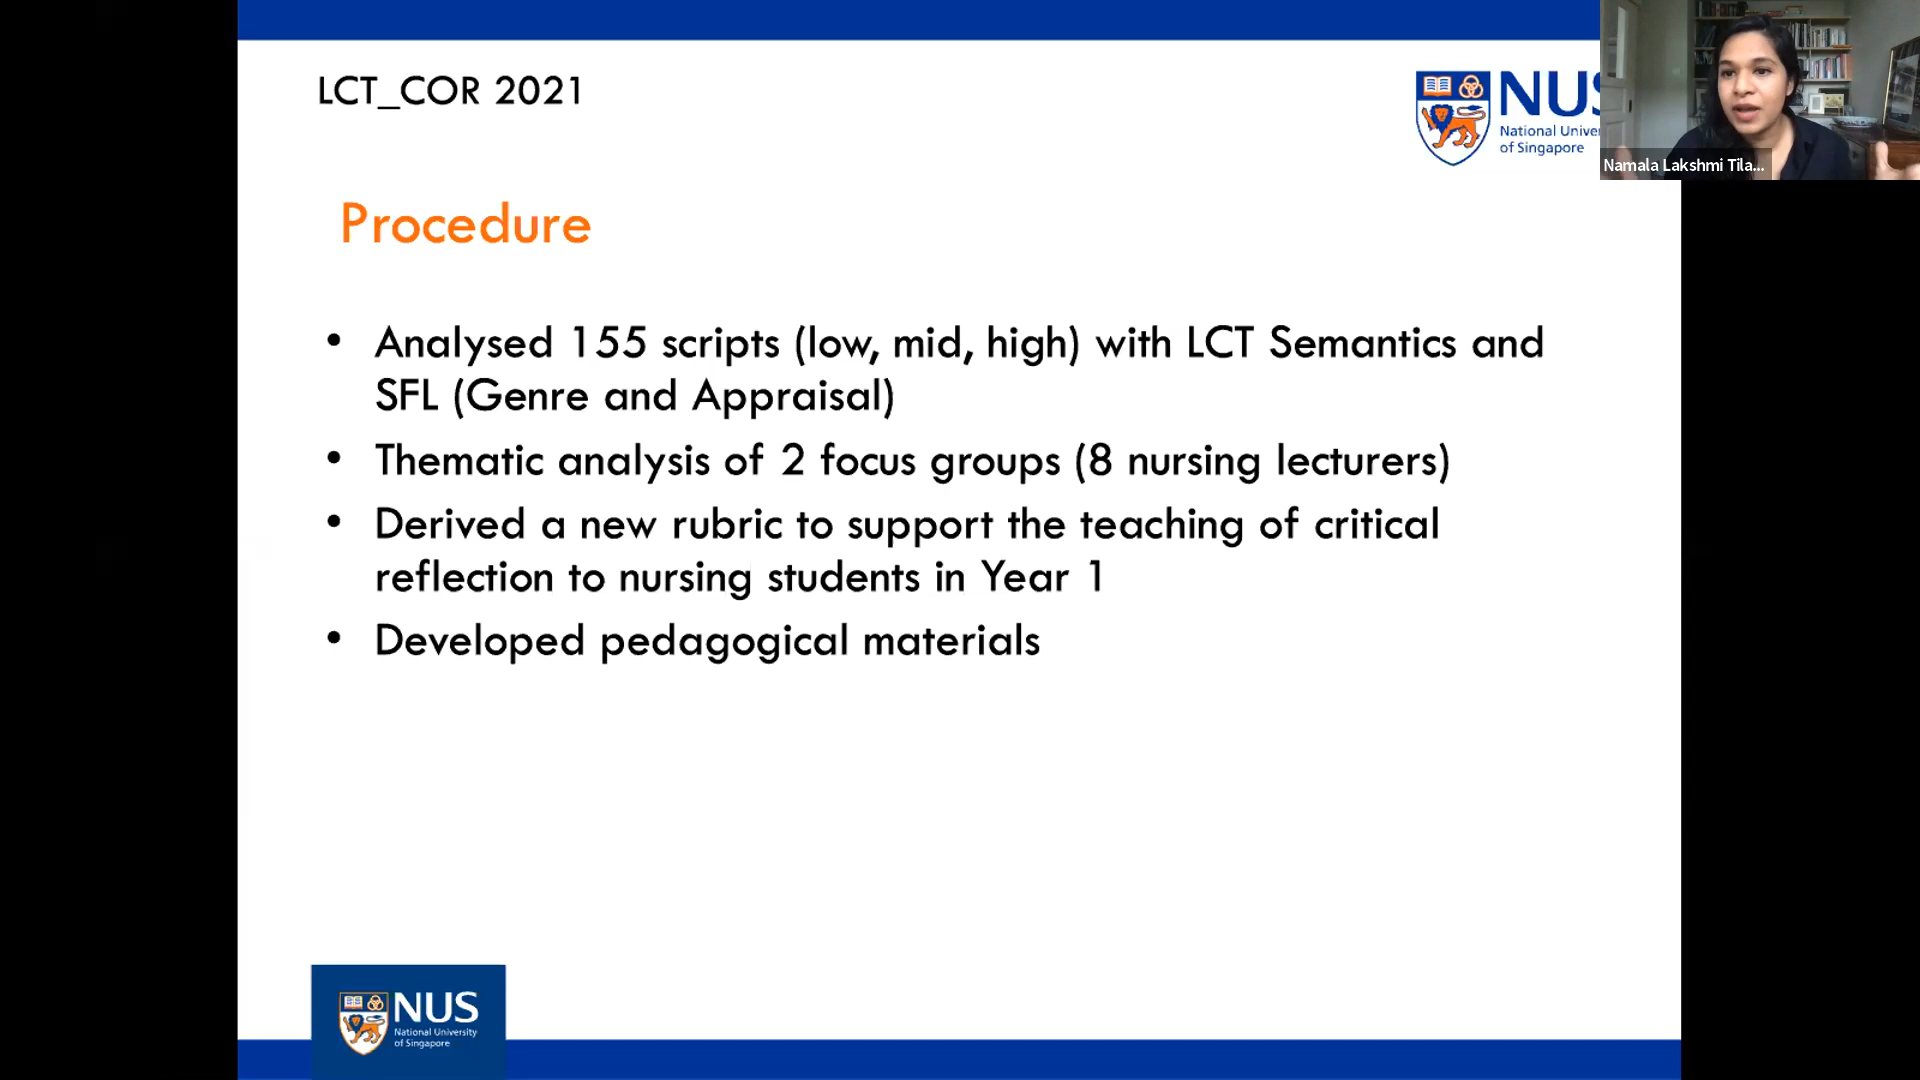 LCT_COR 2021
NUS
National Univer
of Singapore
Namala Lakshmi Tila...
Procedure
• Analysed 155 scripts (low, mid, high) with LCT Semantics and
SFL (Genre and Appraisal)
• Thematic analysis of 2 focus groups (8 nursing lecturers)
• Derived a new rubric to support the teaching of critical
reflection to nursing students in Year 1
• Developed pedagogical materials
NUS
National University
of Singapore